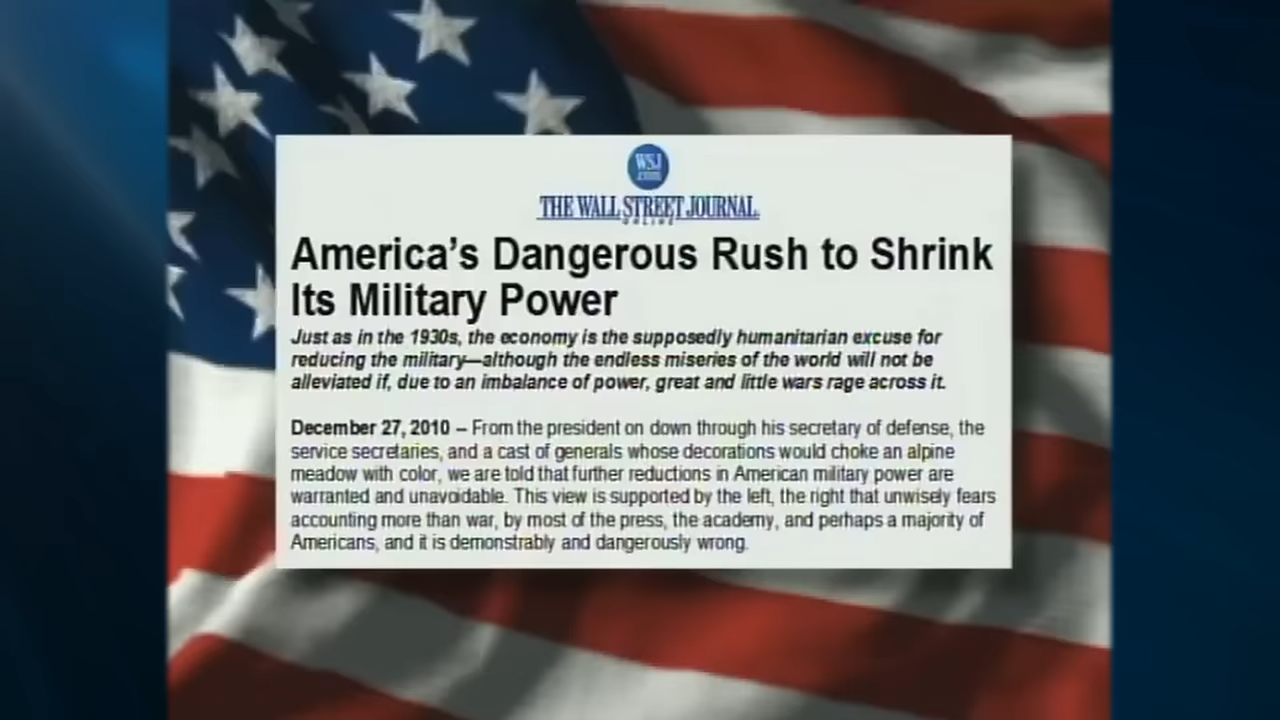 WSJ
.com
THE WALL STREET JOURNAL.
ONLINE
America's Dangerous Rush to Shrink
Its Military Power
Just as in the 1930s, the economy is the supposedly humanitarian excuse for
reducing the military—although the endless miseries of the world will not be
alleviated if, due to an imbalance of power, great and little wars rage across it.
December 27, 2010 – From the president on down through his secretary of defense, the
service secretaries, and a cast of generals whose decorations would choke an alpine
meadow with color, we are told that further reductions in American military power are
warranted and unavoidable. This view is supported by the left, the right that unwisely fears
accounting more than war, by most of the press, the academy, and perhaps a majority of
Americans, and it is demonstrably and dangerously wrong.